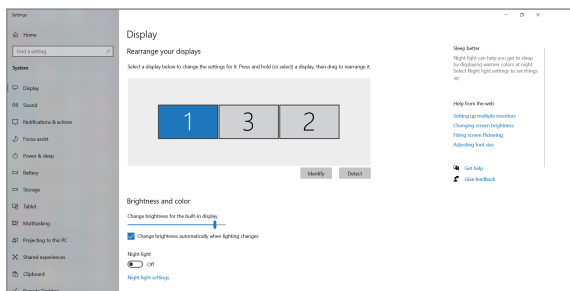 Settings
Home
Find a setting
System
Display
Sound
Notifications & actions
Focus assist
Power & sleep
Battery
Storage
Tablet
Multitasking
Projecting to this PC
Shared experiences
Clipboard
Remote Desktop
Display
Rearrange your displays
Select a display below to change the settings for it. Press and hold (or select) a display, then drag to rearrange it.
1 3 2
Identify Detect
Brightness and color
Change brightness for the built-in display
Change brightness automatically when lighting changes
Night light
Off
Night light settings
Sleep better
Night light can help you get to sleep
by displaying warmer colors at night.
Select Night light settings to set things
up.
Help from the web
Setting up multiple monitors
Changing screen brightness
Fixing screen flickering
Adjusting font size
Get help
Give feedback